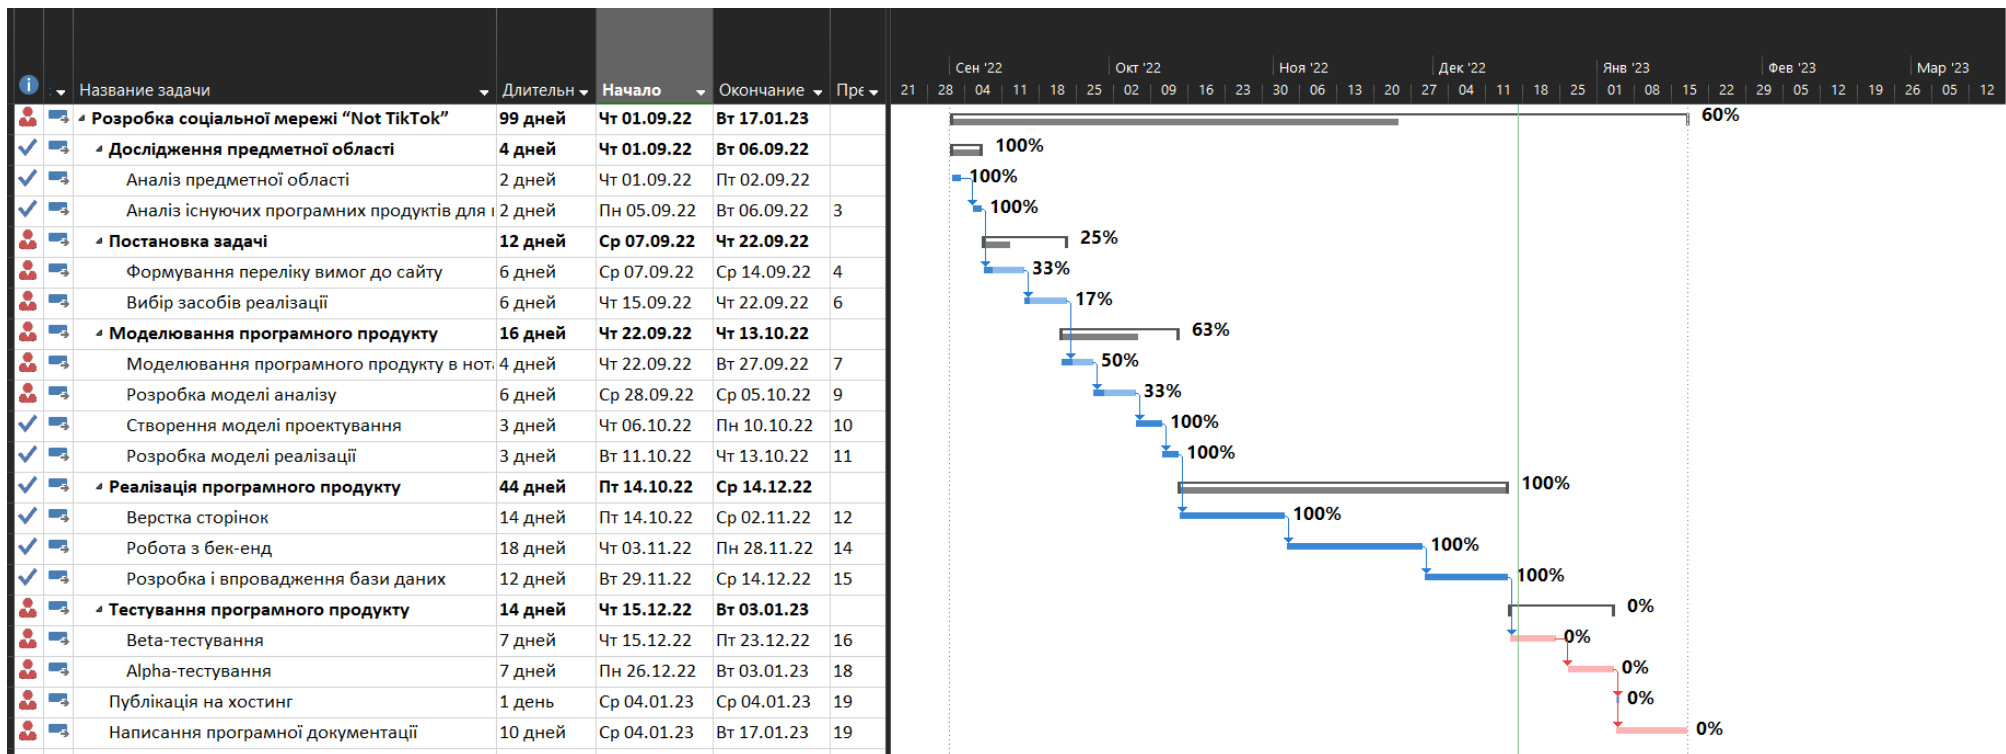 Сен '22 Окт '22 Ноя '22 Дек '22 Янв '23 Фев '23 Мар '23
Название задачи Длительн Начало Окончание Пре 21 28 04 11 18 25 02 09 16 23 30 06 13 20 27 04 11 18 25 01 08 15 22 29 05 12 19 26 05 12
Розробка соціальної мережі “Not TikTok” 99 дней Чт 01.09.22 Вт 17.01.23 60%
Дослідження предметної області 4 дней Чт 01.09.22 Вт 06.09.22 100%
Аналіз предметної області 2 дней Чт 01.09.22 Пт 02.09.22 100%
Аналіз існуючих програмних продуктів для 2 дней Пн 05.09.22 Вт 06.09.22 3 100%
Постановка задачі 12 дней Ср 07.09.22 Чт 22.09.22 25%
Формування переліку вимог до сайту 6 дней Ср 07.09.22 Ср 14.09.22 4 33%
Вибір засобів реалізації 6 дней Чт 15.09.22 Чт 22.09.22 6 17%
Моделювання програмного продукту 16 дней Чт 22.09.22 Чт 13.10.22 63%
Моделювання програмного продукту в нот 4 дней Чт 22.09.22 Вт 27.09.22 7 50%
Розробка моделі аналізу 6 дней Ср 28.09.22 Ср 05.10.22 9 33%
Створення моделі проектування 3 дней Чт 06.10.22 Пн 10.10.22 10 100%
Розробка моделі реалізації 3 дней Вт 11.10.22 Чт 13.10.22 11 100%
Реалізація програмного продукту 44 дней Пт 14.10.22 Ср 14.12.22 100%
Верстка сторінок 14 дней Пт 14.10.22 Ср 02.11.22 12 100%
Робота з бек-енд 18 дней Чт 03.11.22 Пн 28.11.22 14 100%
Розробка і впровадження бази даних 12 дней Вт 29.11.22 Ср 14.12.22 15 100%
Тестування програмного продукту 14 дней Чт 15.12.22 Вт 03.01.23 0%
Beta-тестування 7 дней Чт 15.12.22 Пт 23.12.22 16 0%
Alpha-тестування 7 дней Пн 26.12.22 Вт 03.01.23 18 0%
Публікація на хостинг 1 день Ср 04.01.23 Ср 04.01.23 19 0%
Написання програмної документації 10 дней Ср 04.01.23 Вт 17.01.23 19 0%